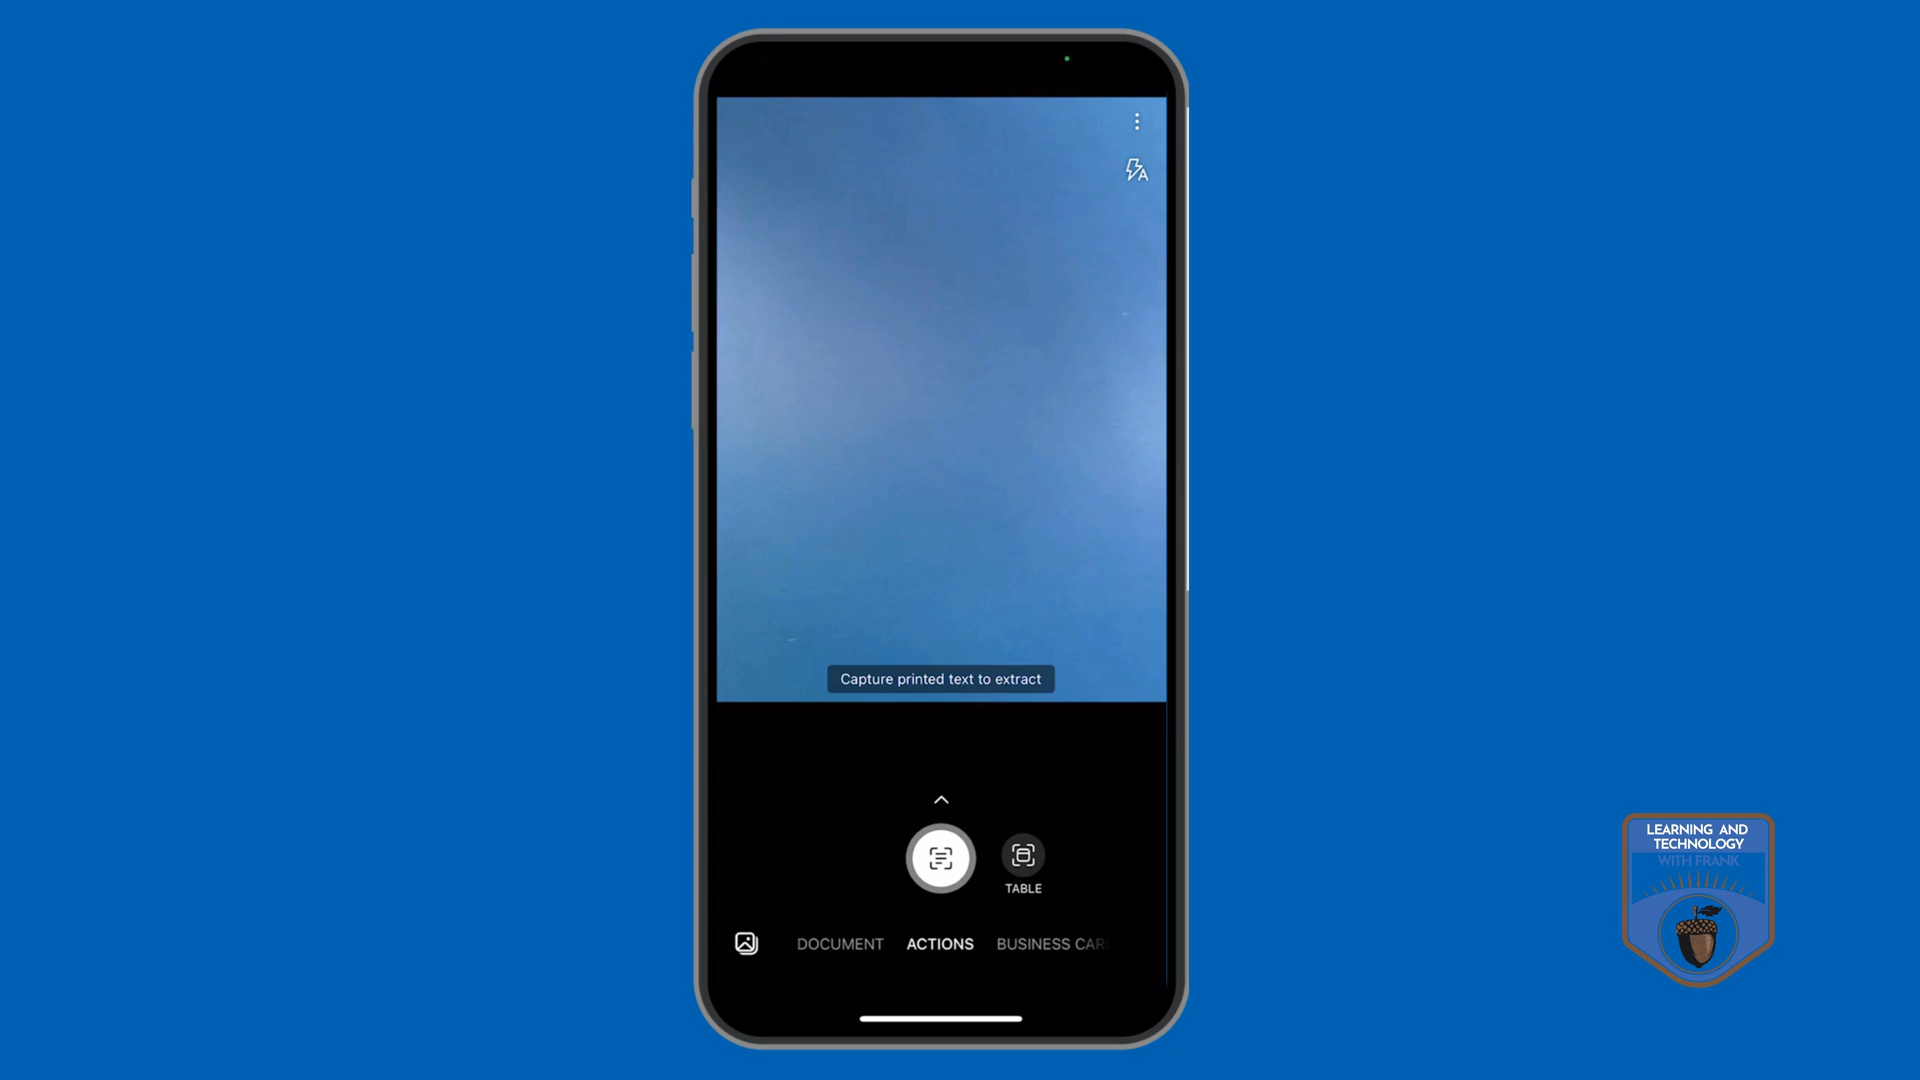 A
Capture printed text to extract
TABLE
DOCUMENT
ACTIONS
BUSINESS CAR
LEARNING AND
TECHNOLOGY
WITH FRANK